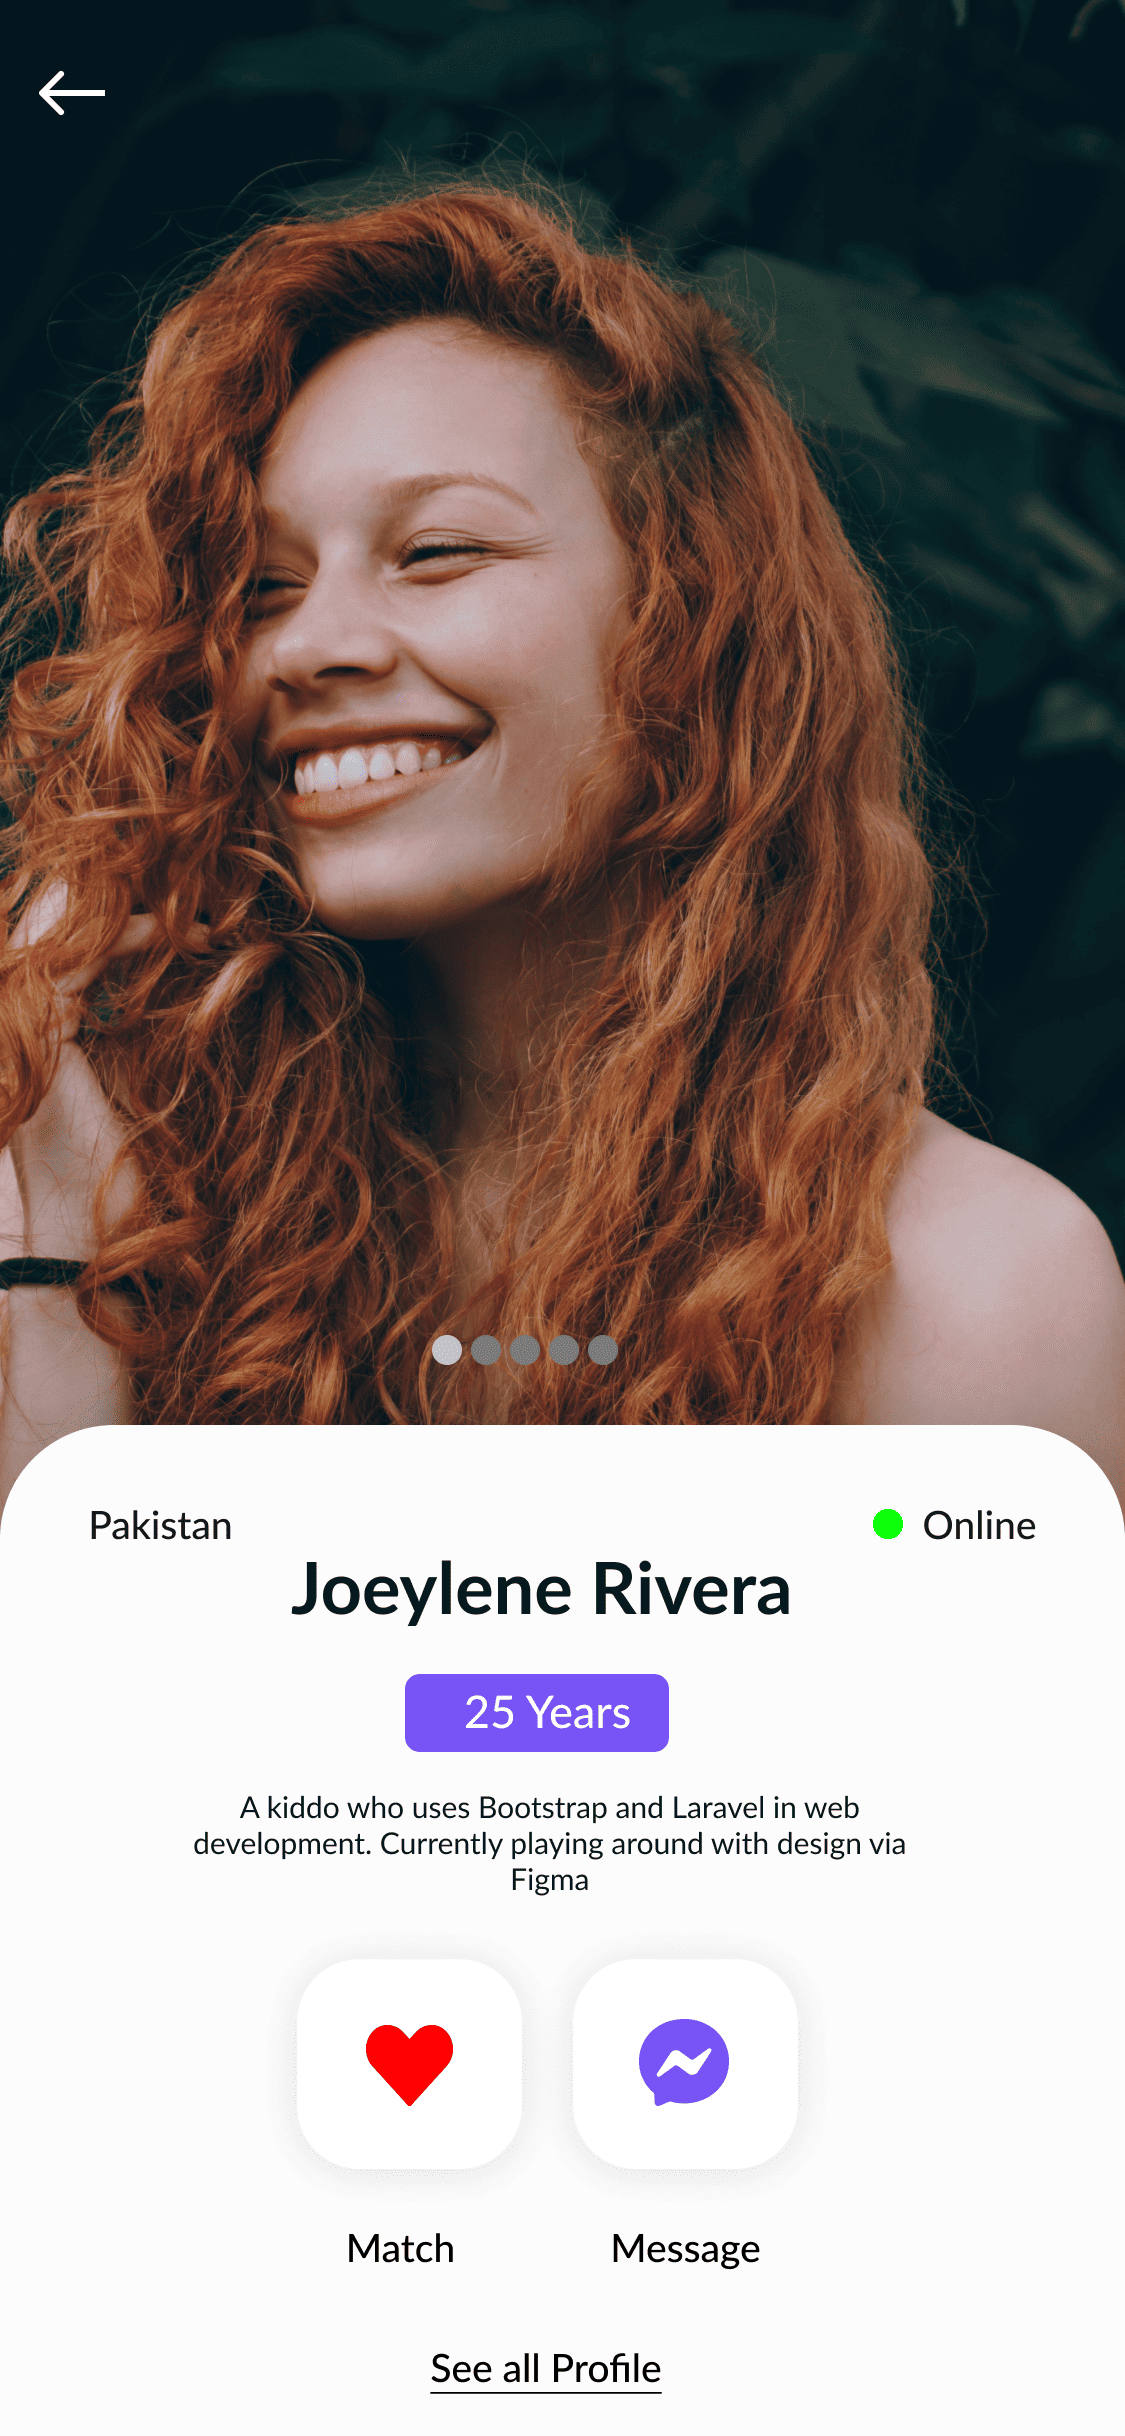 Pakistan
Online
Joeylene Rivera
25 Years
A kiddo who uses Bootstrap and Laravel in web
development. Currently playing around with design via
Figma
Match
Message
See all Profile